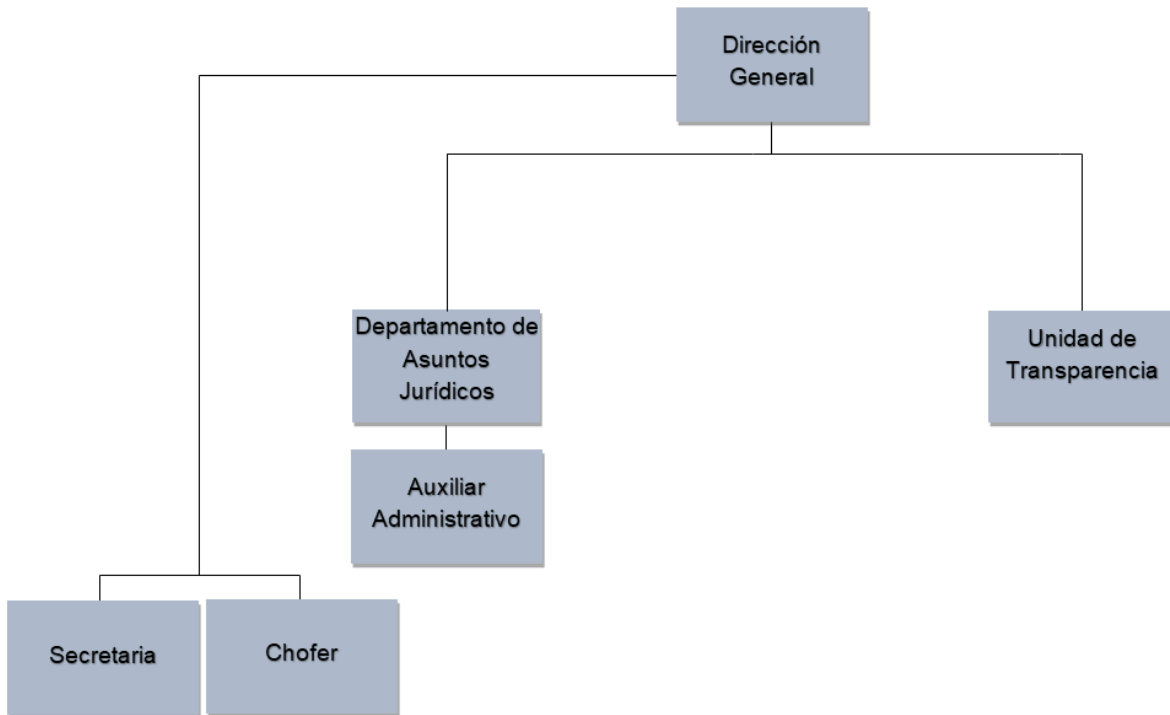 Dirección
General
Departamento de
Asuntos
Jurídicos
Unidad de
Transparencia
Auxiliar
Administrativo
Secretaria
Chofer